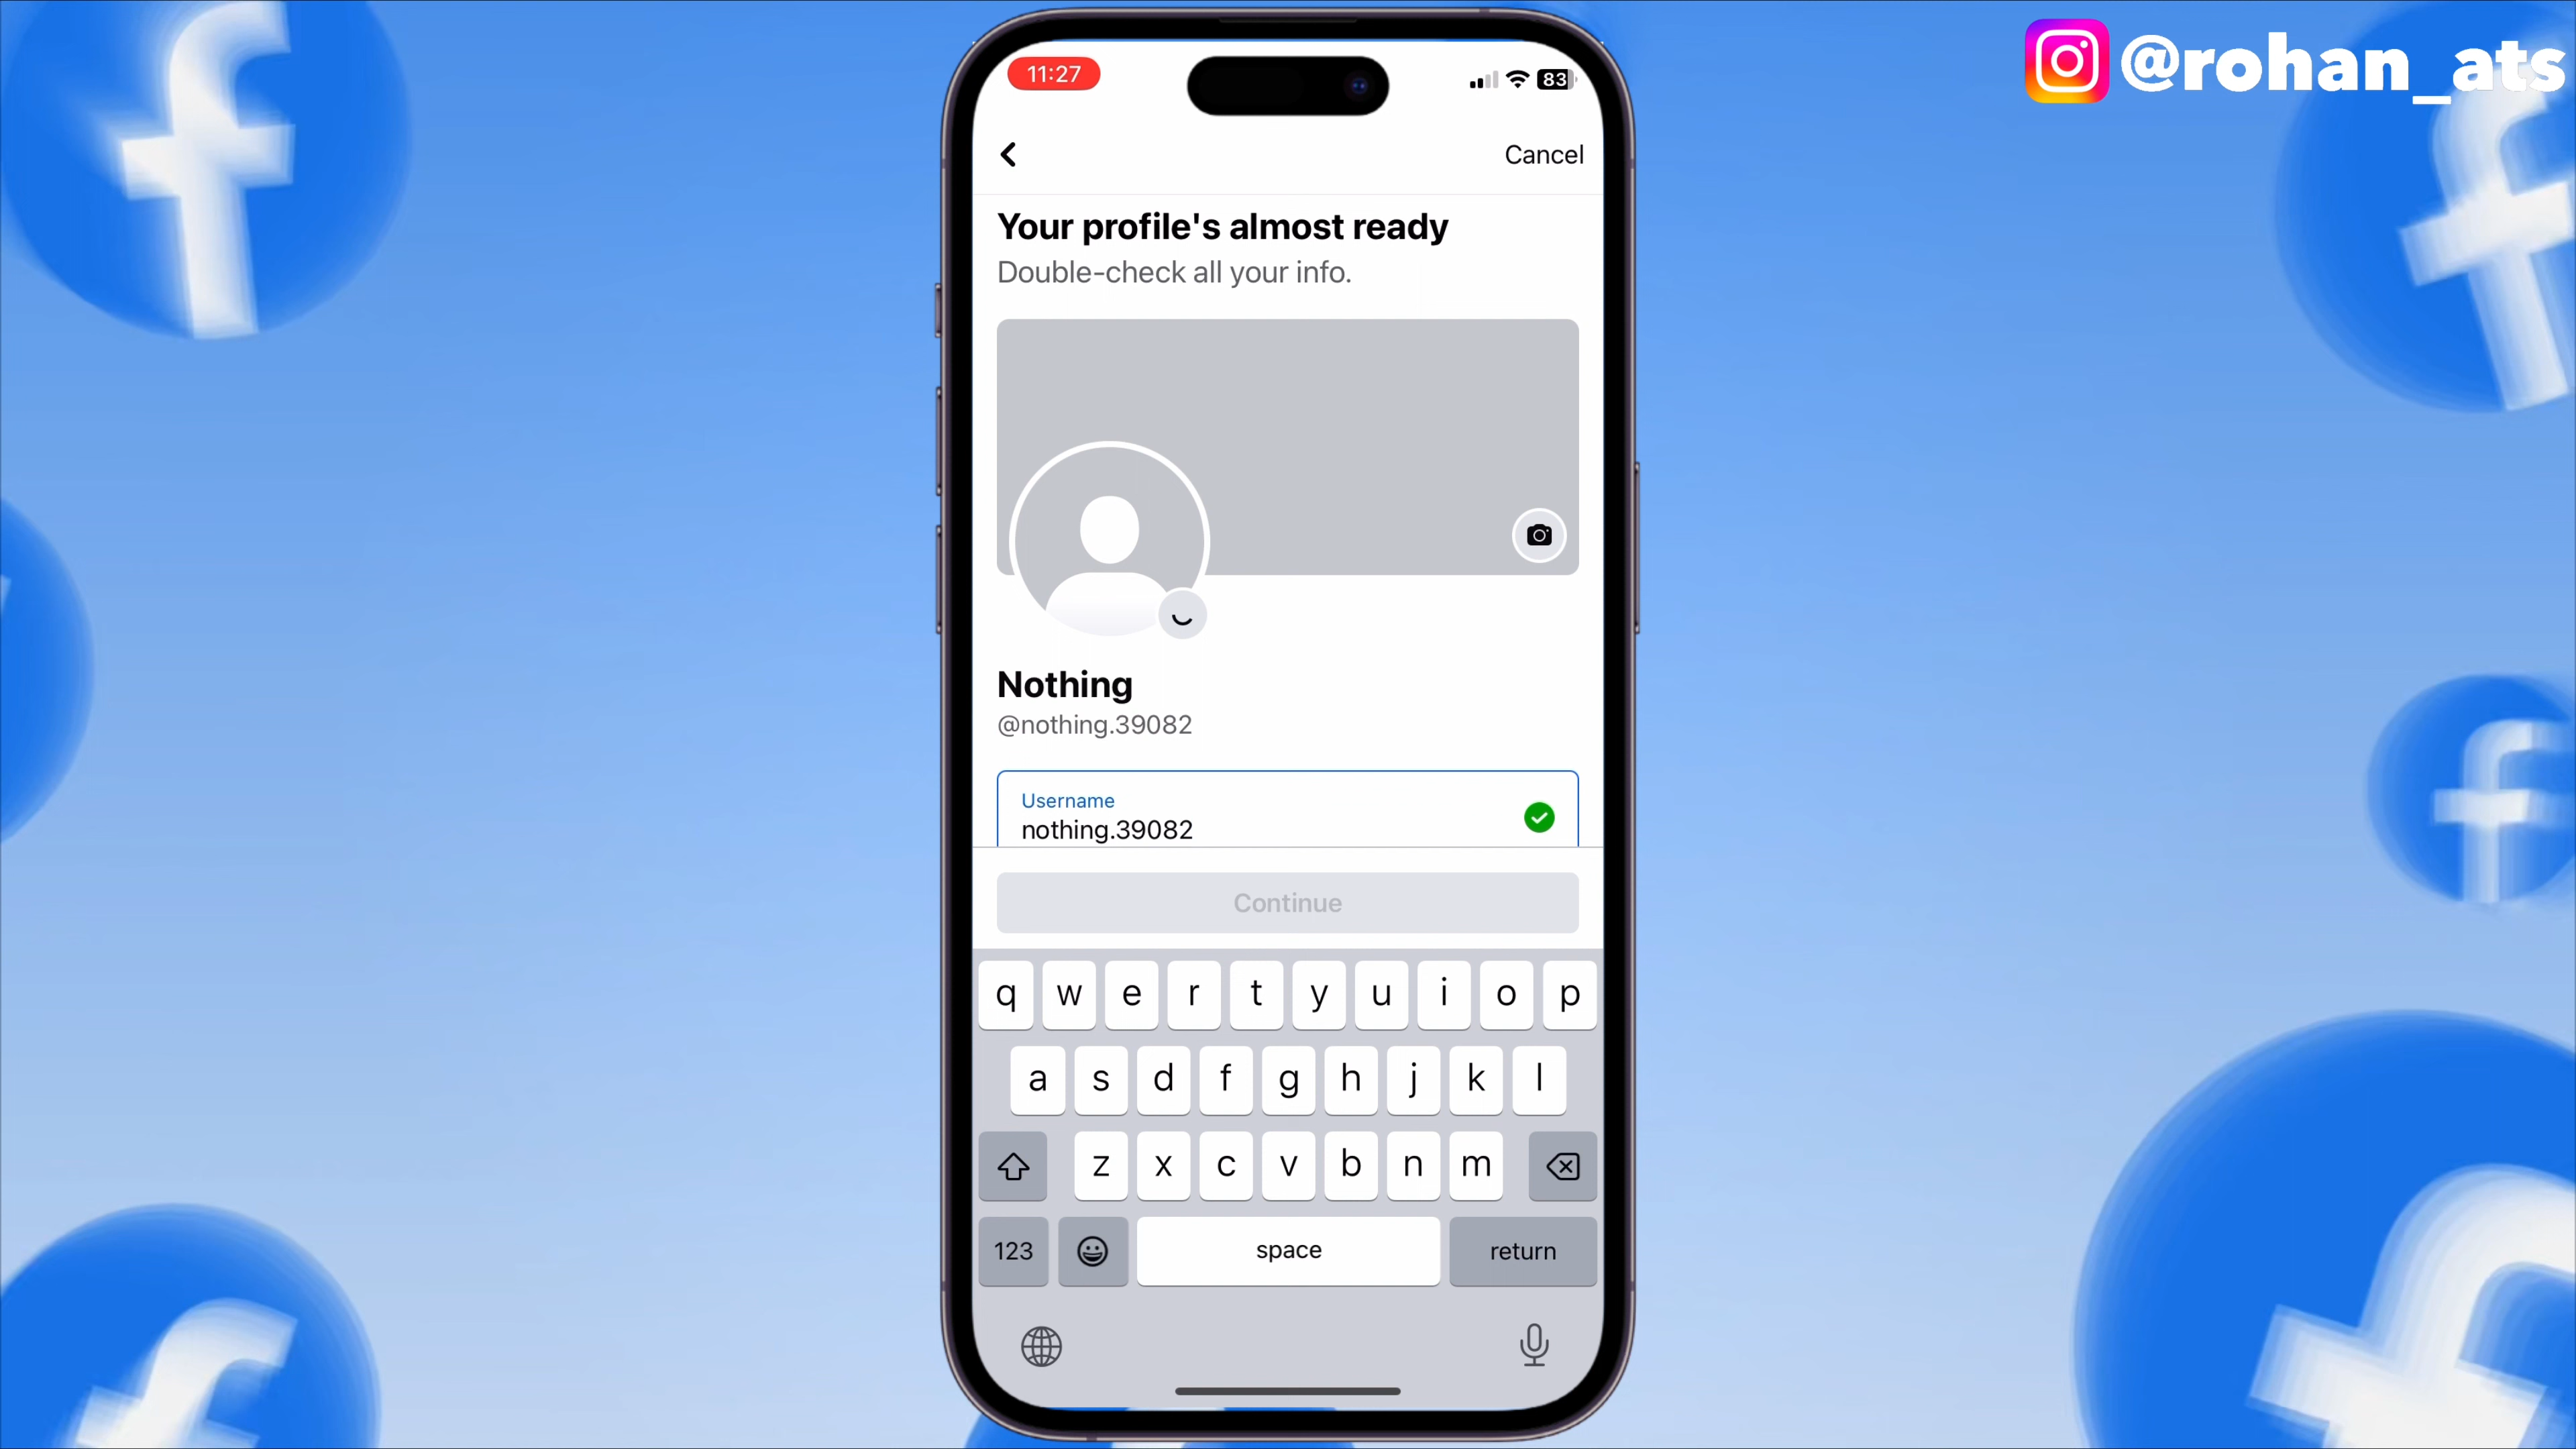 @rohan_ats
11:27
83
Cancel
Your profile's almost ready
Double-check all your info.
Nothing
@nothing.39082
Username
nothing.39082
Continue
q w e r t y u i o p
a s d f g h j k l
z x c v b n m
123 space return